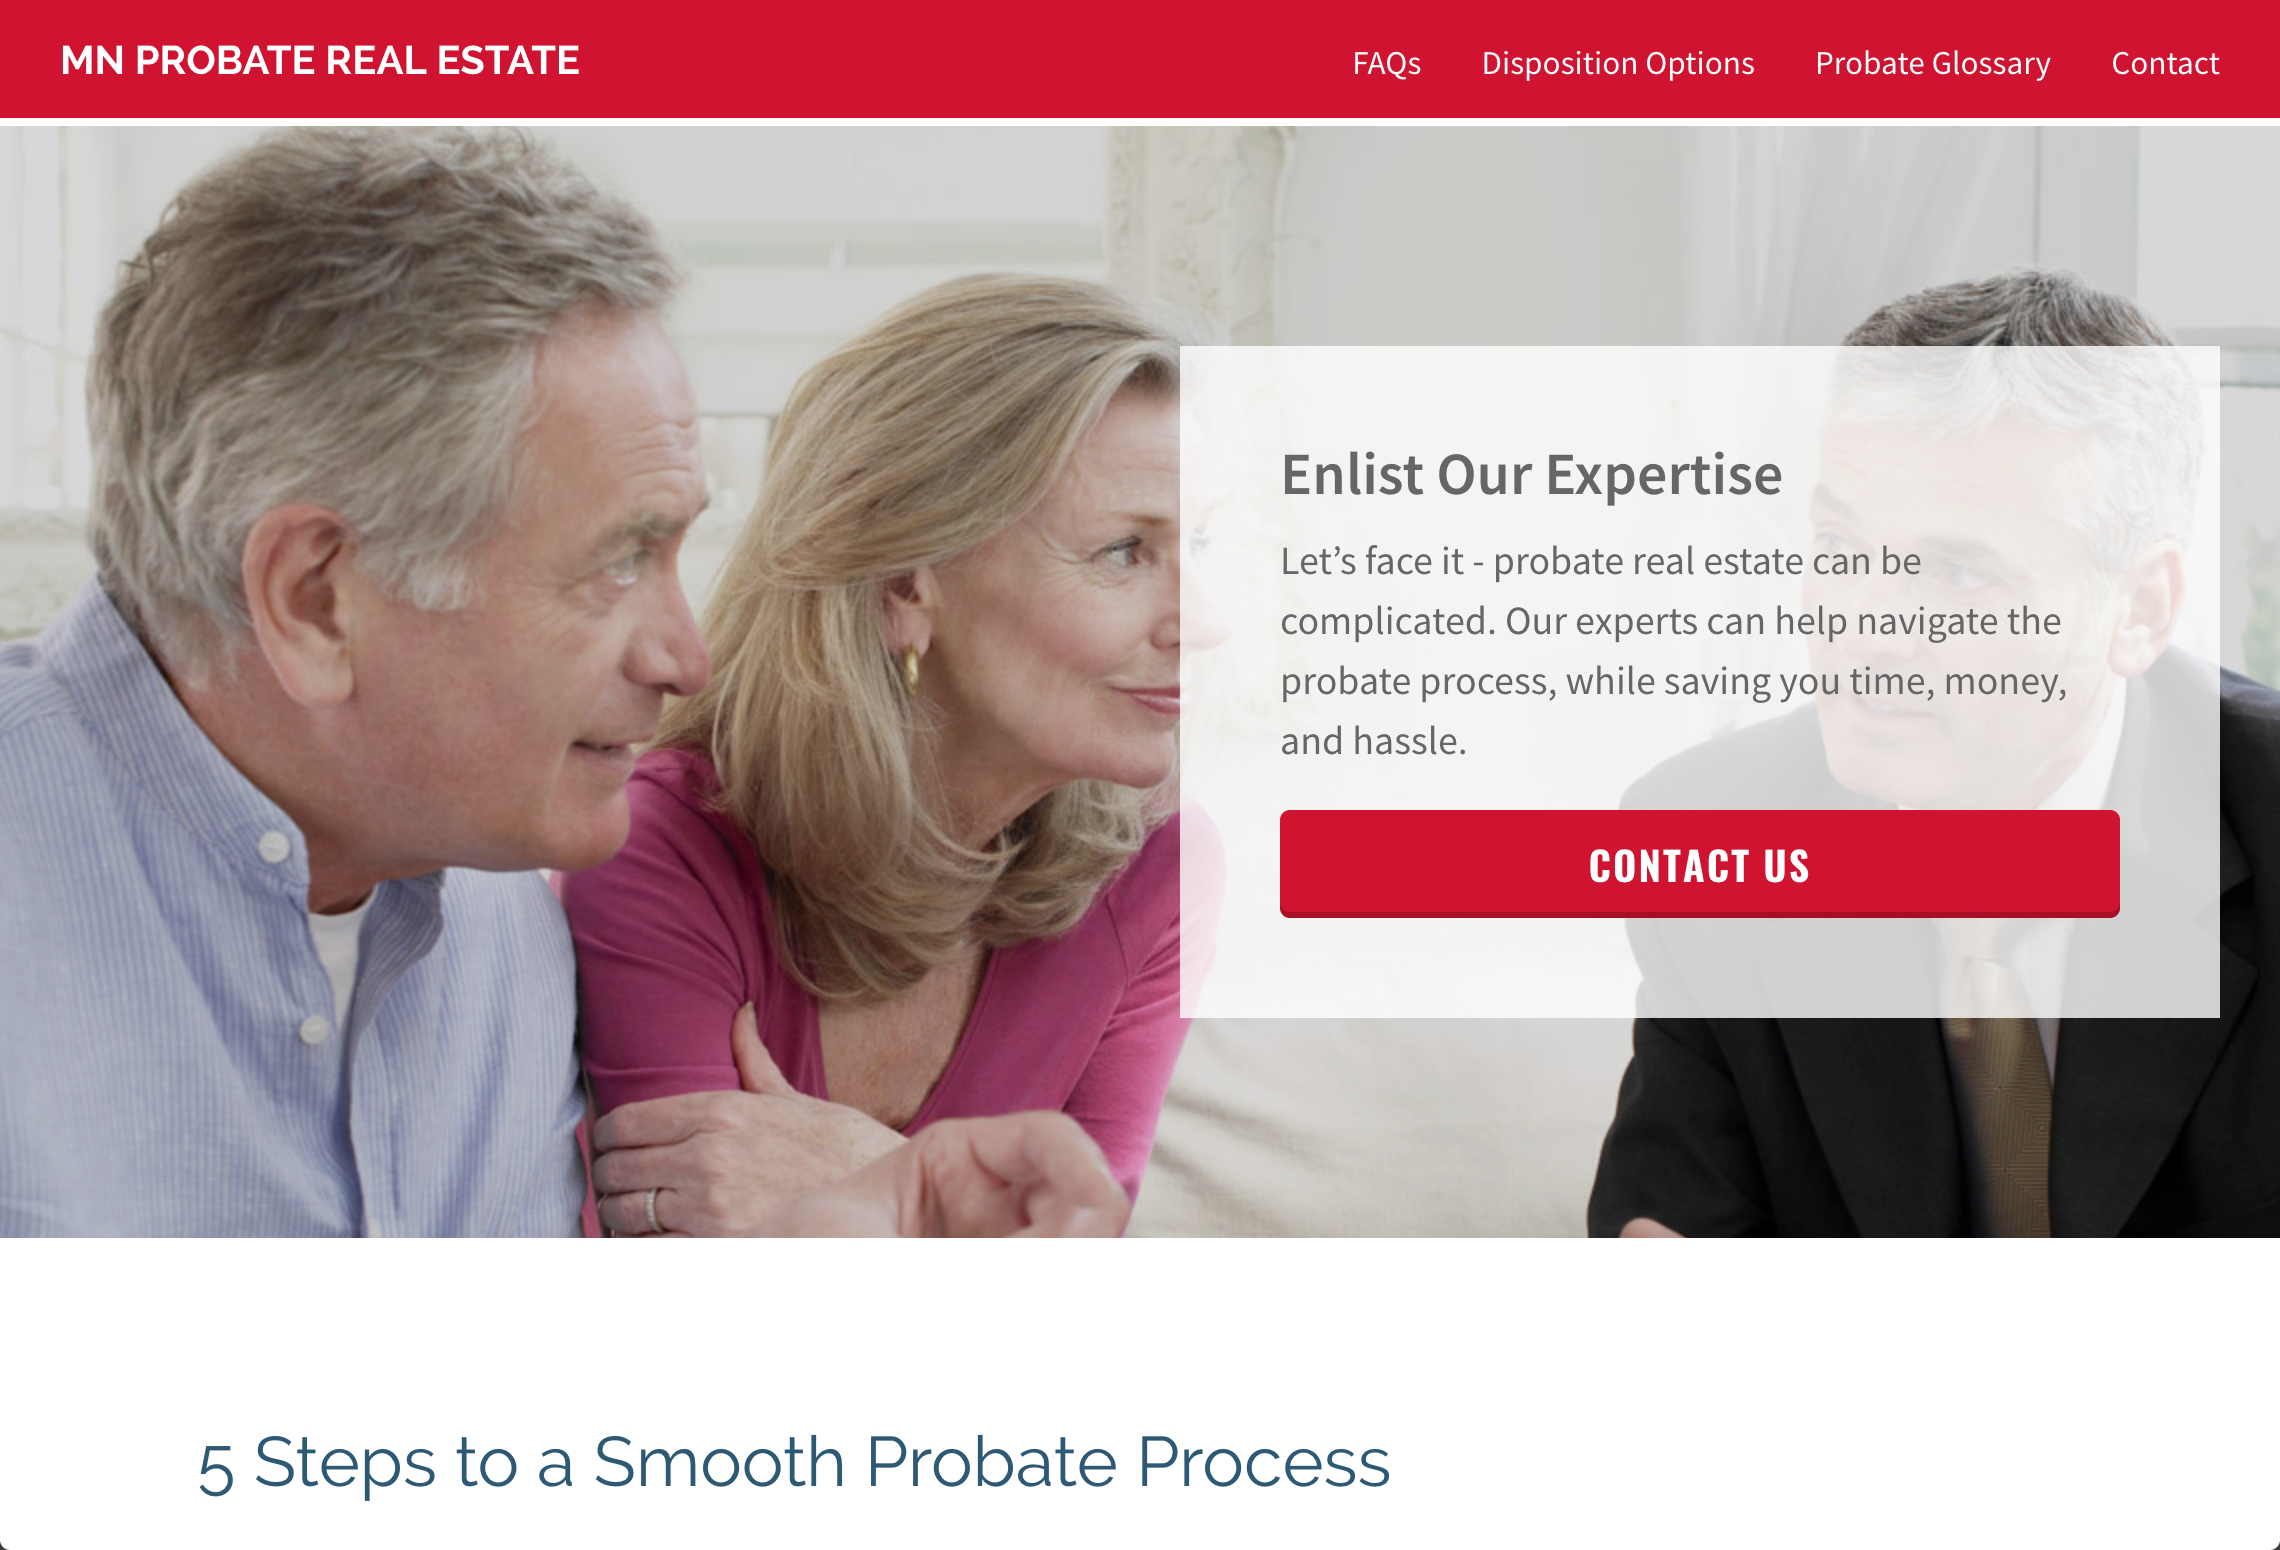 MN PROBATE REAL ESTATE
FAQs
Disposition Options
Probate Glossary
Contact
Enlist Our Expertise
Let’s face it - probate real estate can be
complicated. Our experts can help navigate the
probate process, while saving you time, money,
and hassle.
CONTACT US
5 Steps to a Smooth Probate Process